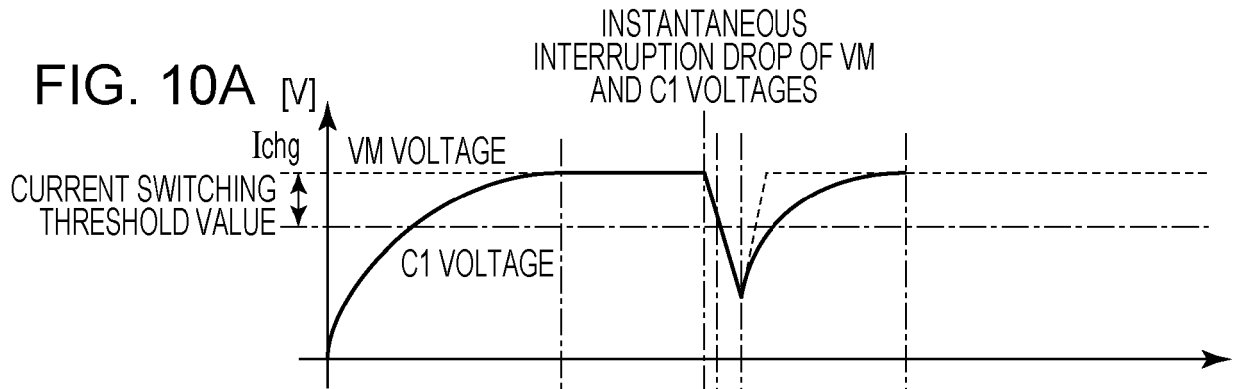 INSTANTANEOUS
INTERRUPTION DROP OF VM
AND C1 VOLTAGES
FIG. 10A [V]
Ichg
VM VOLTAGE
CURRENT SWITCHING
THRESHOLD VALUE
C1 VOLTAGE